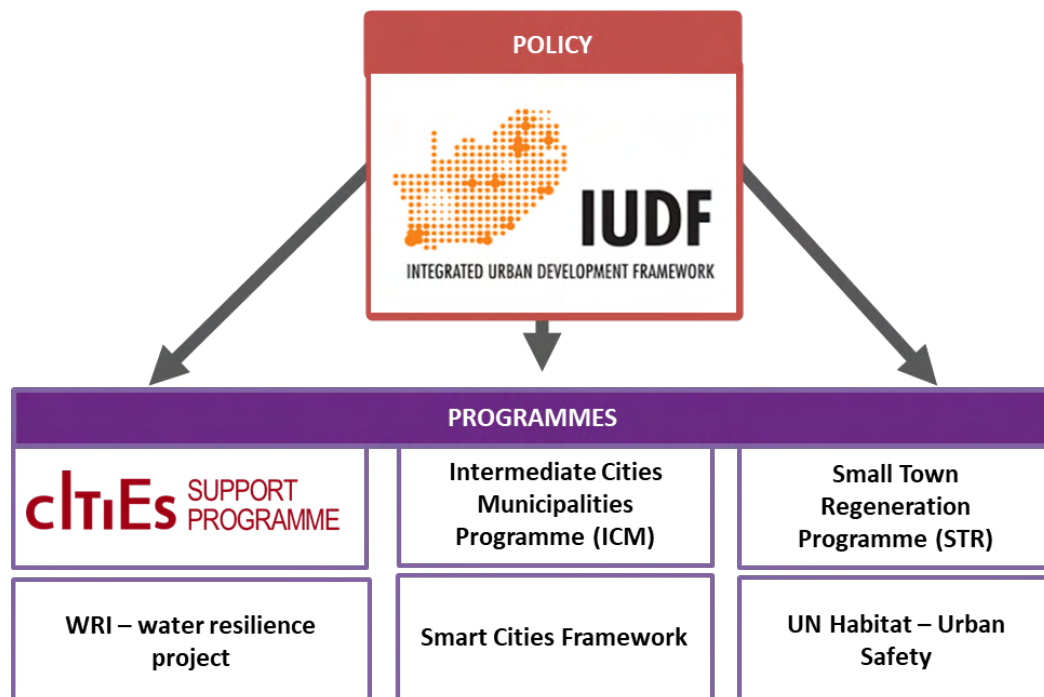 POLICY
IUDF
INTEGRATED URBAN DEVELOPMENT FRAMEWORK
PROGRAMMES
cITiEs SUPPORT
PROGRAMME
Intermediate Cities
Municipalities
Programme (ICM)
Small Town
Regeneration
Programme (STR)
WRI – water resilience
project
Smart Cities Framework
UN Habitat – Urban
Safety